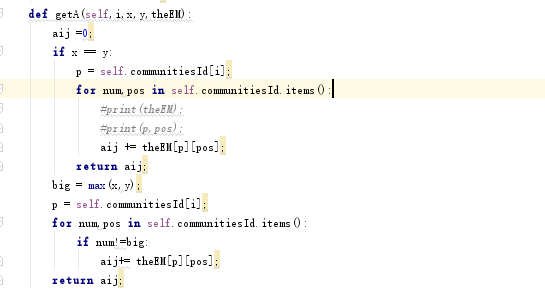 def getA(self,i,x,y,theEM):
    aij =0;
    if x == y:
        p = self.communitiesId[i];
        for num,pos in self.communitiesId.items():
            #print(theEM);
            #print(p,pos);
            aij += theEM[p][pos];
        return aij;
    big = max(x,y);
    p = self.communitiesId[i];
    for num,pos in self.communitiesId.items():
        if num!=big:
            aij+= theEM[p][pos];
    return aij;